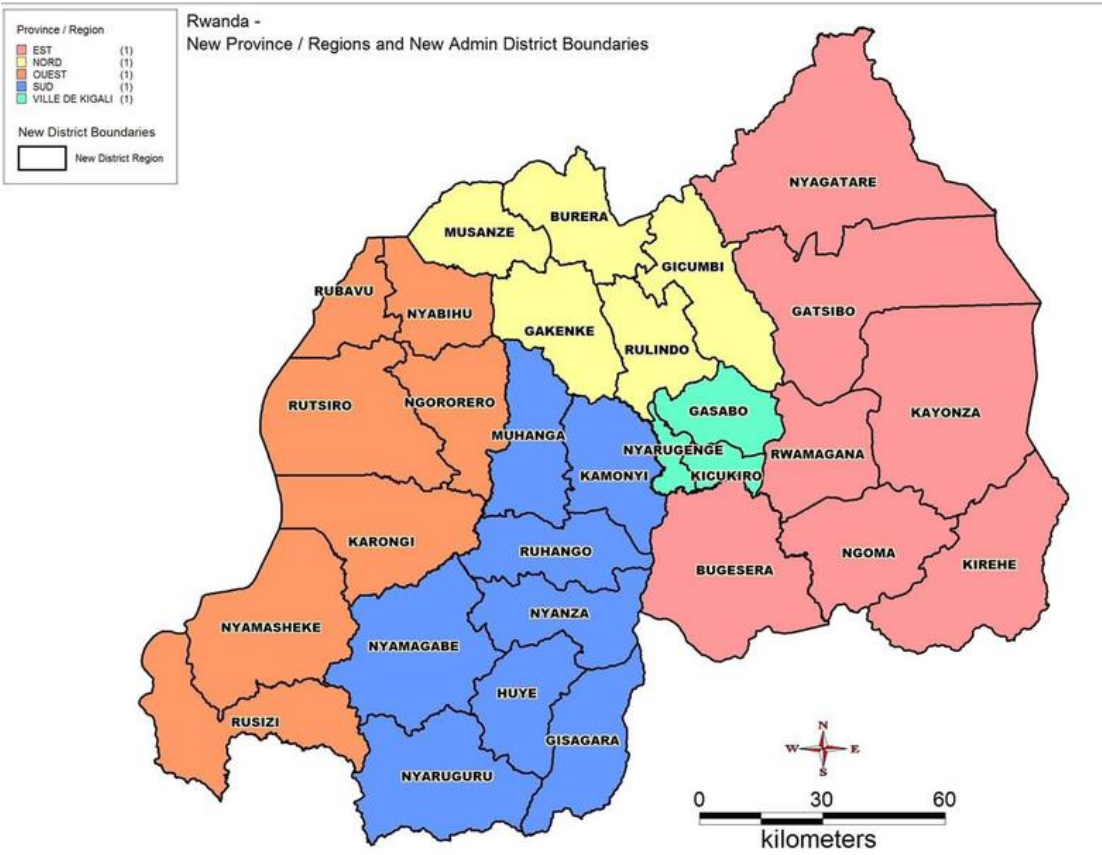 Rwanda -
New Province / Regions and New Admin District Boundaries
Province / Region
EST (1)
NORD (1)
OUEST (1)
SUD (1)
VILLE DE KIGALI (1)
New District Boundaries
New District Region
NYAGATARE
BURERA
MUSANZE
GICUMBI
RUBAVU
NYABIHU
GATSIBO
GAKENKE
RULINDO
RUTSIRO
NGORORERO
GASABO
KAYONZA
MUHANGA
NYARUGENGE
RWAMAGANA
KAMONYI
KICUKIRO
KARONGI
RUHANGO
NGOMA
BUGESERA
KIREHE
NYANZA
NYAMASHEKE
NYAMAGABE
HUYE
RUSIZI
GISAGARA
NYARUGURU
N
W E
S
0 30 60
kilometers